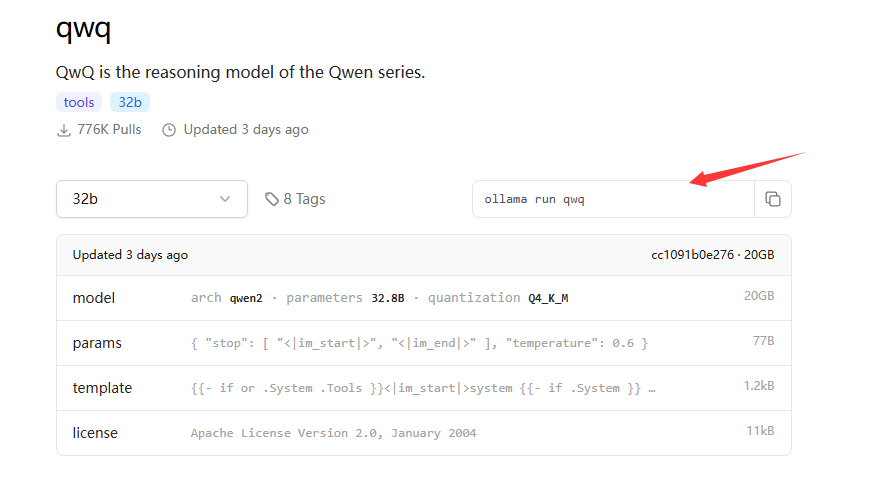 qwq
QwQ is the reasoning model of the Qwen series.
tools 32b
776K Pulls Updated 3 days ago
32b 8 Tags ollama run qwq
Updated 3 days ago cc1091b0e276 · 20GB
model arch qwen2 · parameters 32.8B · quantization Q4_K_M 20GB
params { "stop": [ "<|im_start|>", "<|im_end|>" ], "temperature": 0.6 } 77B
template {{- if or .System .Tools }}<|im_start|>system {{- if .System }} … 1.2kB
license Apache License Version 2.0, January 2004 11kB